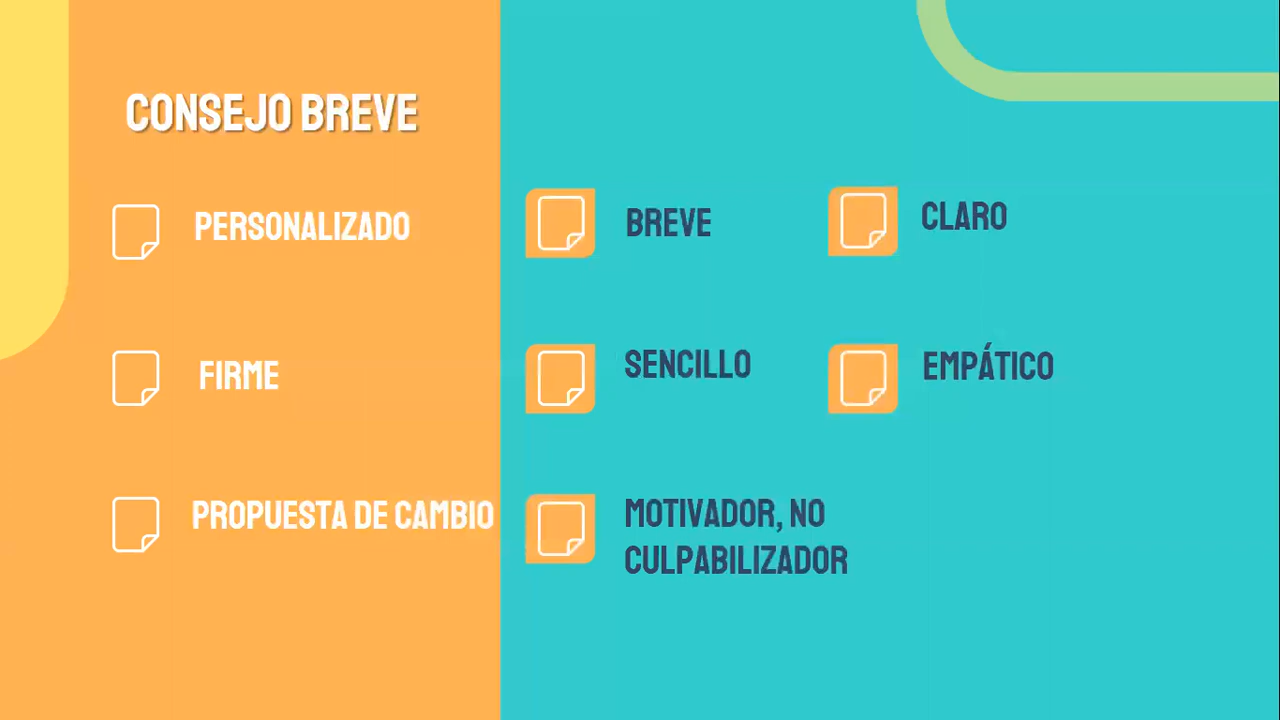 CONSEJO BREVE
PERSONALIZADO
BREVE
CLARO
FIRME
SENCILLO
EMPÁTICO
PROPUESTA DE CAMBIO
MOTIVADOR, NO
CULPABILIZADOR